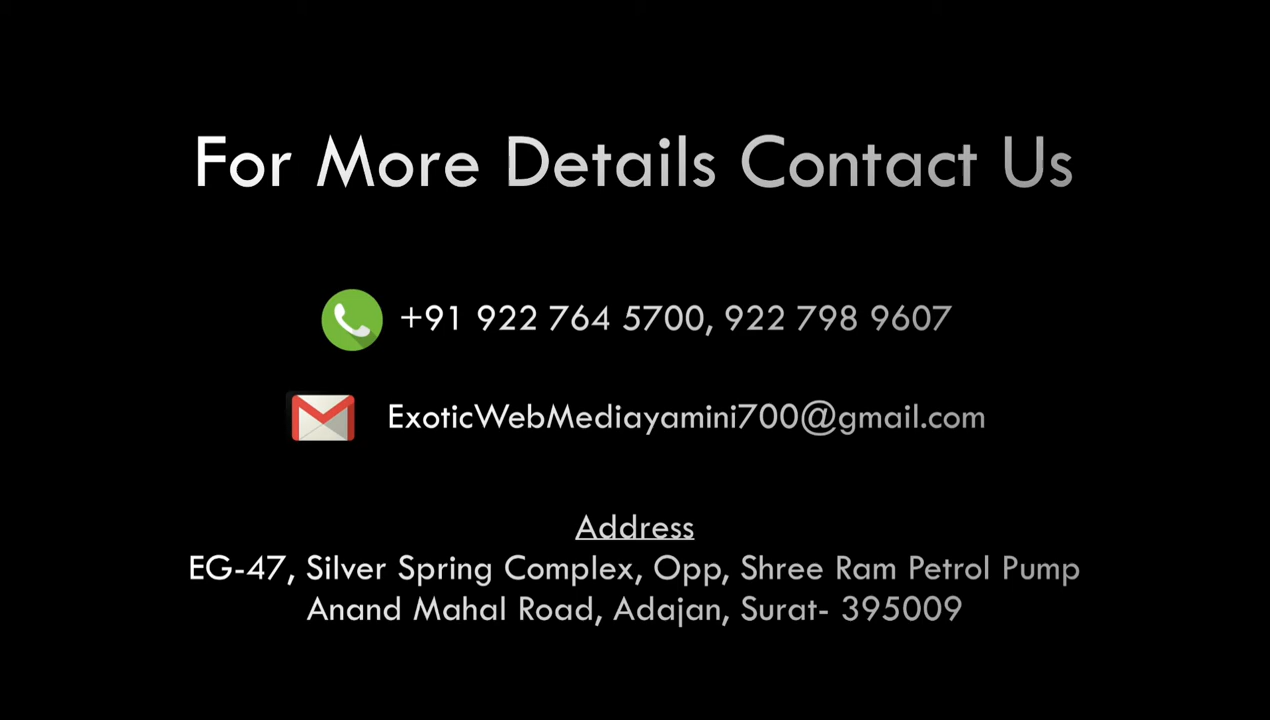 For More Details Contact Us
+91 922 764 5700, 922 798 9607
ExoticWebMediayamini700@gmail.com
Address
EG-47, Silver Spring Complex, Opp, Shree Ram Petrol Pump
Anand Mahal Road, Adajan, Surat- 395009